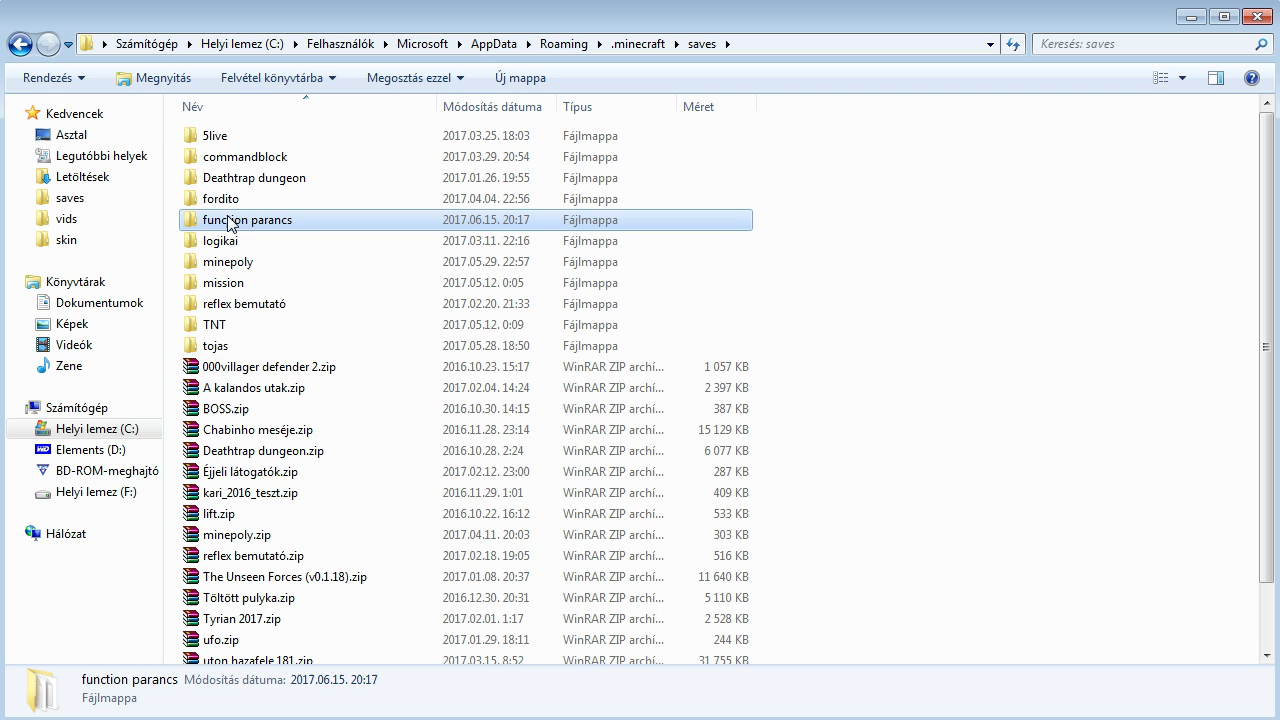 Számítógép Helyi lemez (C:) Felhasználók Microsoft AppData Roaming .minecraft saves Keresés: saves
Rendezés Megnyitás Felvétel könyvtárba Megosztás ezzel Új mappa
Kedvencek
Asztal
Legutóbbi helyek
Letöltések
saves
vids
skin
Könyvtárak
Dokumentumok
Képek
Videók
Zene
Számítógép
Helyi lemez (C:)
Elements (D:)
BD-ROM-meghajtó
Helyi lemez (F:)
Hálózat
Név Módosítás dátuma Típus Méret
5live 2017.03.25. 18:03 Fájlmappa
commandblock 2017.03.29. 20:54 Fájlmappa
Deathtrap dungeon 2017.01.26. 19:55 Fájlmappa
fordito 2017.04.04. 22:56 Fájlmappa
function parancs 2017.06.15. 20:17 Fájlmappa
logikai 2017.03.11. 22:16 Fájlmappa
minepoly 2017.05.29. 22:57 Fájlmappa
mission 2017.05.12. 0:05 Fájlmappa
reflex bemutató 2017.02.20. 21:33 Fájlmappa
TNT 2017.05.12. 0:09 Fájlmappa
tojas 2017.05.28. 18:50 Fájlmappa
000villager defender 2.zip 2016.10.23. 15:17 WinRAR ZIP archí... 1 057 KB
A kalandos utak.zip 2017.02.04. 14:24 WinRAR ZIP archí... 2 397 KB
BOSS.zip 2016.10.30. 14:15 WinRAR ZIP archí... 387 KB
Chabinho meséje.zip 2016.11.28. 23:14 WinRAR ZIP archí... 15 129 KB
Deathtrap dungeon.zip 2016.10.28. 2:24 WinRAR ZIP archí... 6 077 KB
Éjjeli látogatók.zip 2017.02.12. 23:00 WinRAR ZIP archí... 287 KB
kari_2016_teszt.zip 2016.11.29. 1:01 WinRAR ZIP archí... 409 KB
lift.zip 2016.10.22. 16:12 WinRAR ZIP archí... 533 KB
minepoly.zip 2017.04.11. 20:03 WinRAR ZIP archí... 303 KB
reflex bemutató.zip 2017.02.18. 19:05 WinRAR ZIP archí... 516 KB
The Unseen Forces (v0.1.18).zip 2017.01.08. 20:37 WinRAR ZIP archí... 11 640 KB
Töltött pulyka.zip 2016.12.30. 20:31 WinRAR ZIP archí... 5 110 KB
Tyrian 2017.zip 2017.02.01. 1:17 WinRAR ZIP archí... 2 528 KB
ufo.zip 2017.01.29. 18:11 WinRAR ZIP archí... 244 KB
uton hazafele 181.zip 2017.03.15. 8:52 WinRAR ZIP archí... 31 755 KB
function parancs Módosítás dátuma: 2017.06.15. 20:17
Fájlmappa